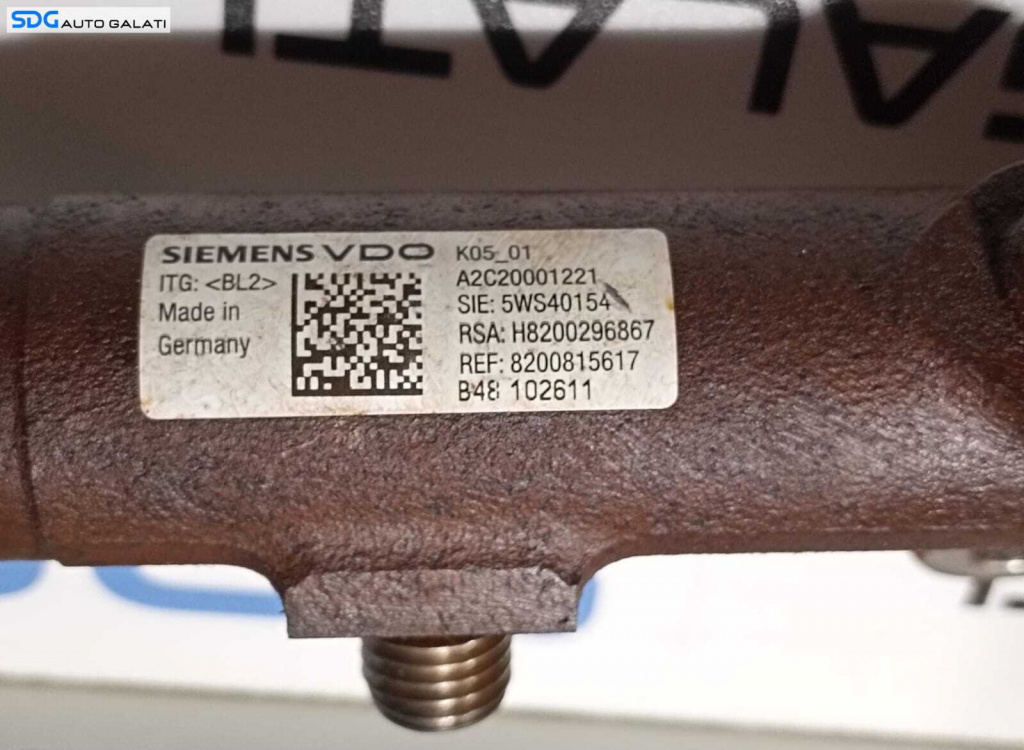 SDG AUTO GALATI
GALATI
SIEMENS VDO K05_01
ITG: <BL2>
Made in
Germany
A2C20001221
SIE: 5WS40154
RSA: H8200296867
REF: 8200815617
B48 102611